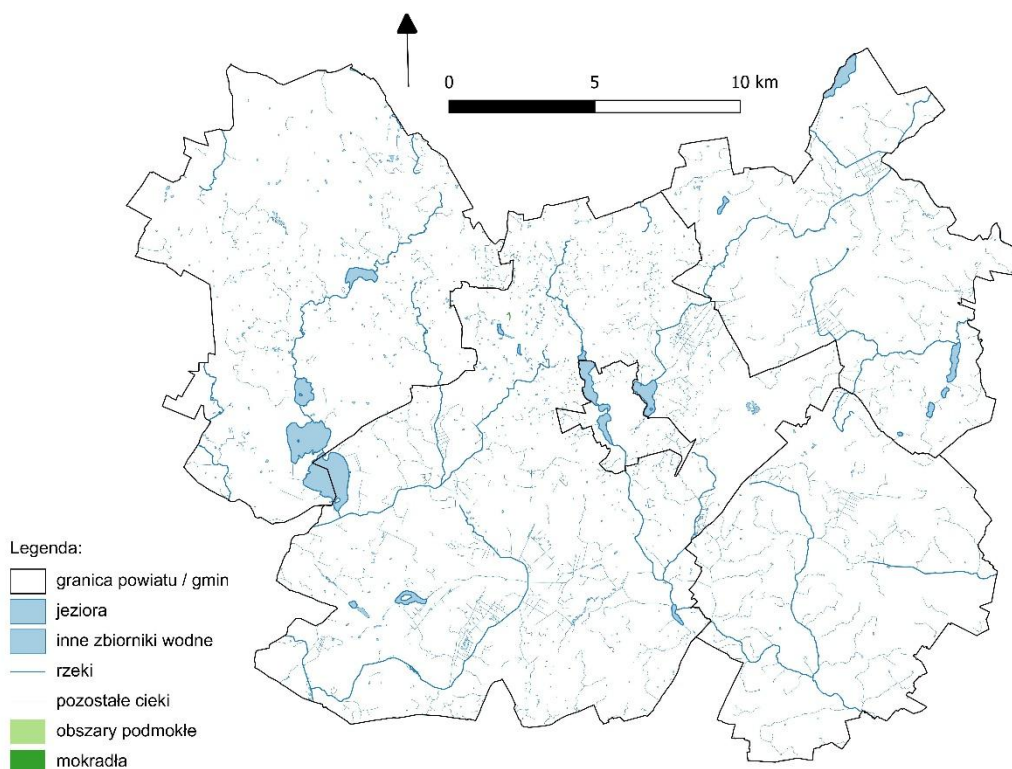 0 5 10 km
Legenda:
granica powiatu / gmin
jeziora
inne zbiorniki wodne
rzeki
pozostałe cieki
obszary podmokłe
mokradła